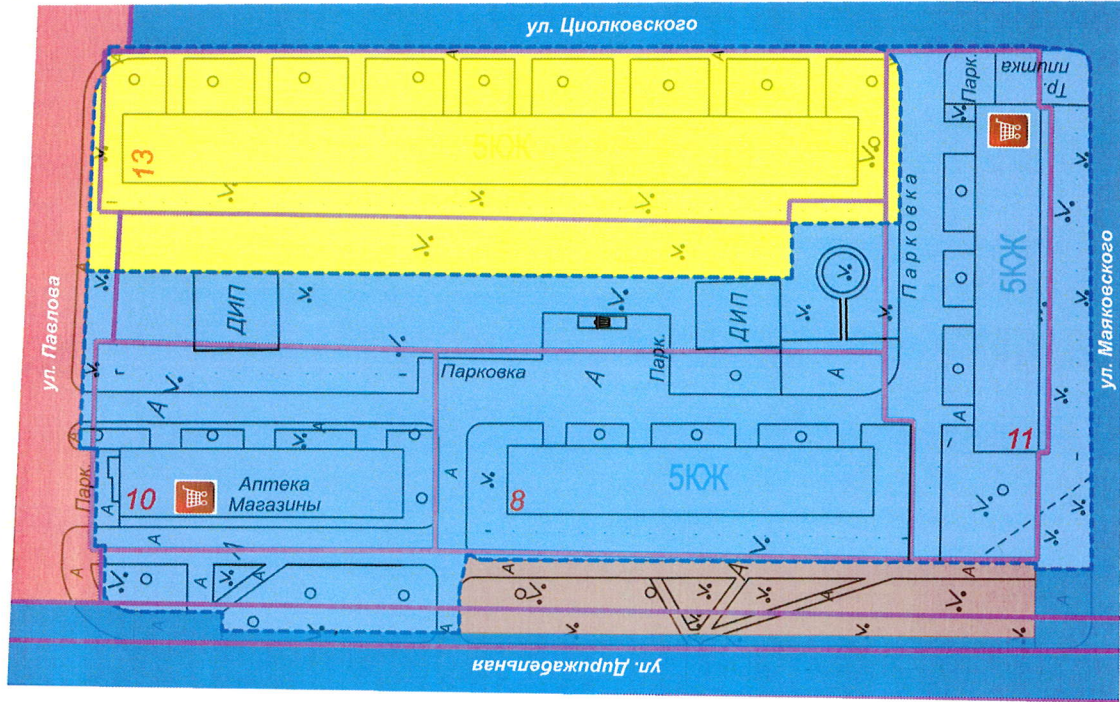 ул. Циолковского
Тр. плитка
Парк.
13
5КЖ
А
А
ул. Павлова
Парковка
5КЖ
ул. Маяковского
ДИП
ДИП
Парк.
Парковка
А
А
А
11
А
А
А
Парк.
10
Аптека
Магазины
А
8
5КЖ
А
А
А
А
А
А
А
А
А
А
А
ул. Дирижабельная